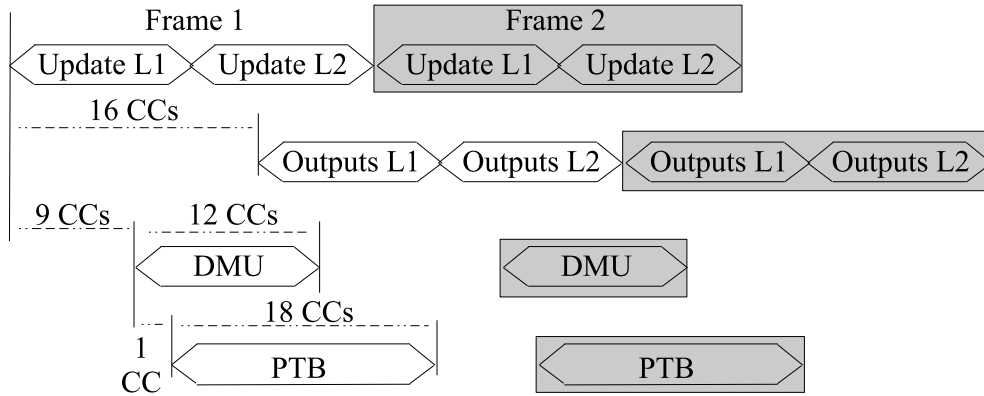 Frame 1
Frame 2
Update L1
Update L2
Update L1
Update L2
16 CCs
Outputs L1
Outputs L2
Outputs L1
Outputs L2
9 CCs
12 CCs
DMU
DMU
18 CCs
1
CC
PTB
PTB